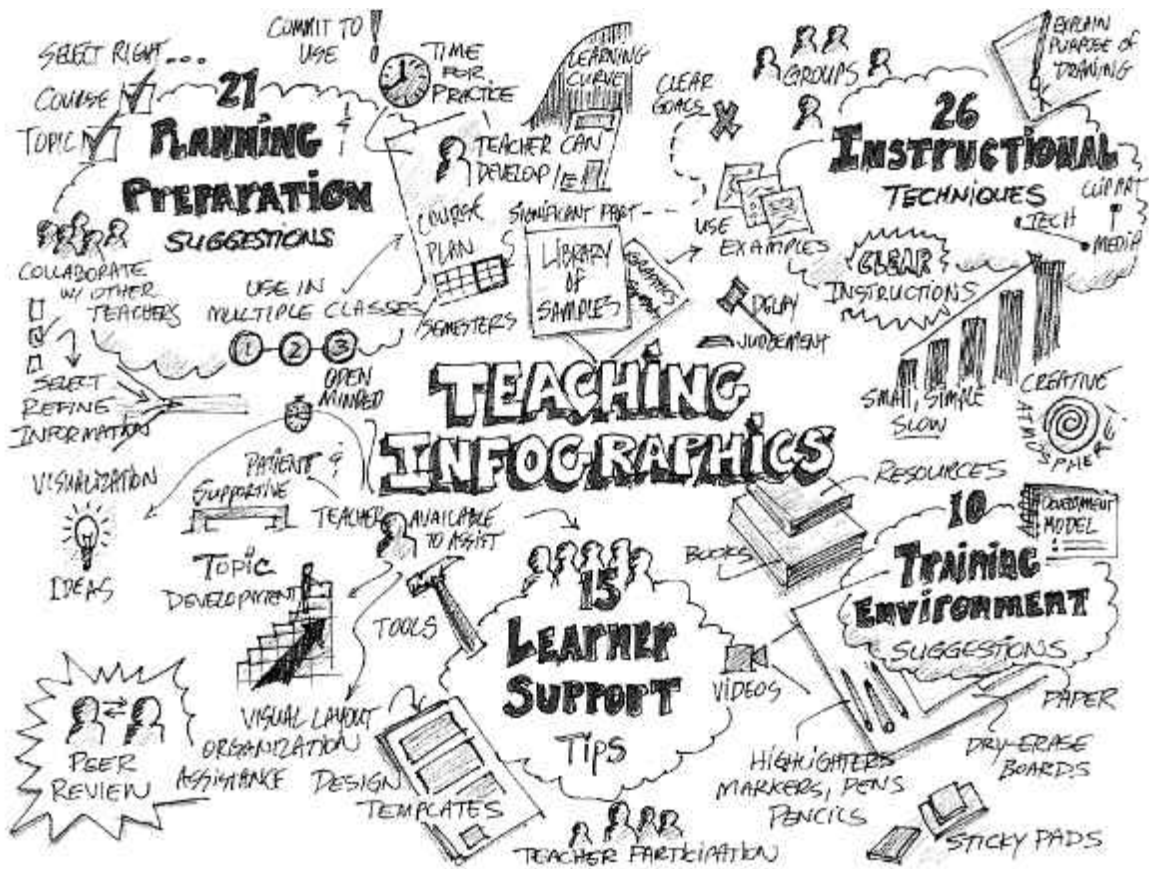 SELECT RIGHT...
COURSE
TOPIC
COMMIT TO
USE
!
TIME
FOR
PRACTICE
21
PLANNING
&
PREPARATION
SUGGESTIONS
COLLABORATE
W/ OTHER
TEACHERS
USE IN
MULTIPLE CLASSES
1 2 3
SELECT
REFINE
INFORMATION
OPEN
MINDED
LEARNING
CURVE
TEACHER CAN
DEVELOP
COURSE
PLAN
/SEMESTERS
SIGNIFICANT PART
LIBRARY
OF
SAMPLES
CLEAR
GOALS
USE
EXAMPLES
DELAY
JUDGEMENT
GROUPS
EXPLAIN
PURPOSE OF
DRAWING
26
INSTRUCTIONAL
TECHNIQUES
CLIP ART
TECH
MEDIA
CLEAR
INSTRUCTIONS
SMALL, SIMPLE
SLOW
CREATIVE
ATMOSPHERE
TEACHING
INFOGRAPHICS
VISUALIZATION
IDEAS
PATIENT &
SUPPORTIVE
TEACHER AVAILABLE
TO ASSIST
TOPIC
DEVELOPMENT
TOOLS
VISUAL LAYOUT
ORGANIZATION
ASSISTANCE
PEER
REVIEW
DESIGN
TEMPLATES
15
LEARNER
SUPPORT
TIPS
TEACHER PARTICIPATION
RESOURCES
BOOKS
10
TRAINING
ENVIRONMENT
SUGGESTIONS
DEVELOPMENT
MODEL
VIDEOS
PAPER
DRY-ERASE
BOARDS
HIGHLIGHTERS
MARKERS, PENS
PENCILS
STICKY PADS